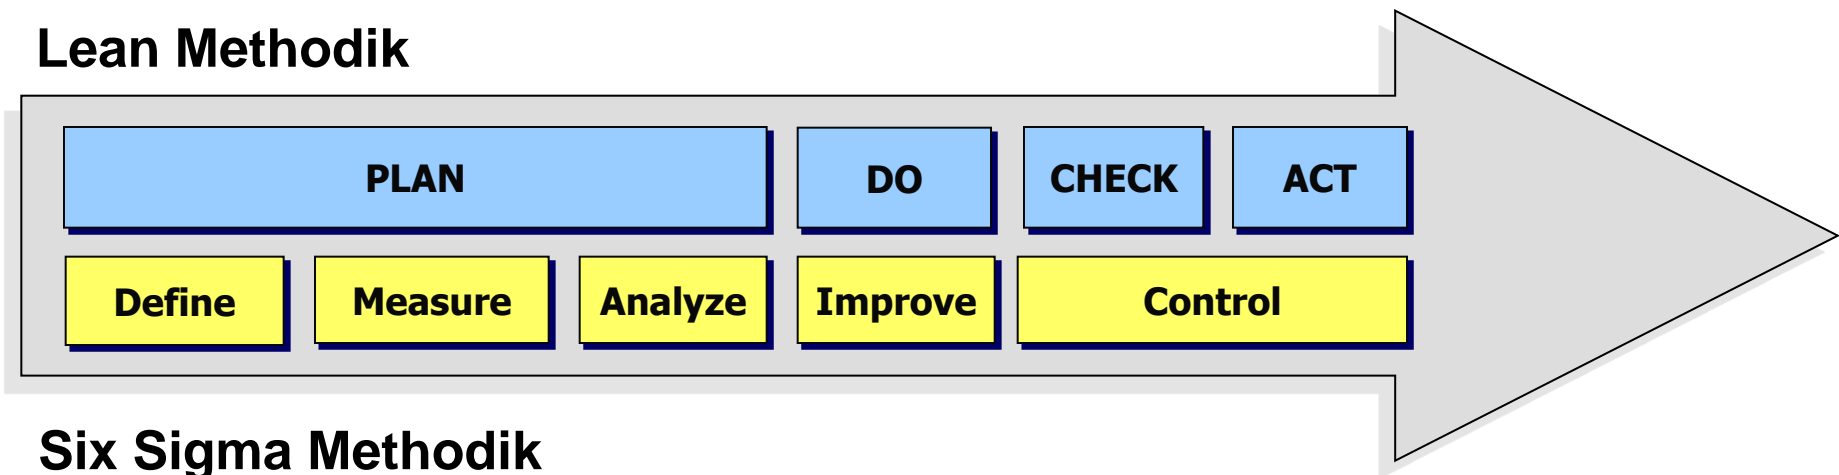 Lean Methodik
PLAN DO CHECK ACT
Define Measure Analyze Improve Control
Six Sigma Methodik